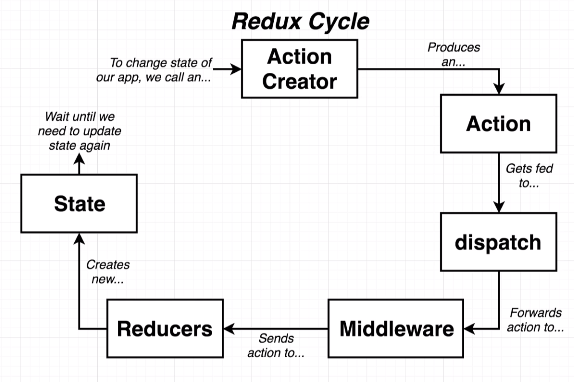 Redux Cycle
To change state of
our app, we call an...
Action
Creator
Produces
an...
Action
Gets fed
to...
dispatch
Forwards
action to...
Middleware
Sends
action to...
Reducers
Creates
new...
State
Wait until we
need to update
state again